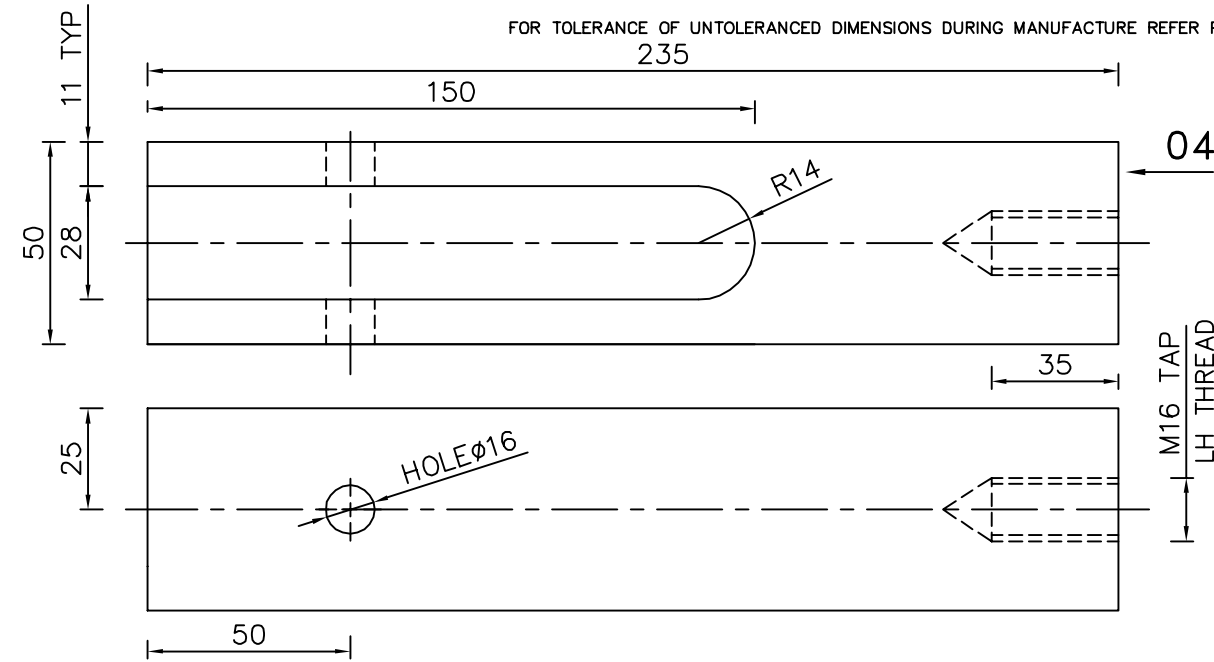 FOR TOLERANCE OF UNTOLERANCED DIMENSIONS DURING MANUFACTURE REFER
235
11 TYP
150
04
R14
50
28
35
M16 TAP
LH THREAD
25
HOLEø16
50